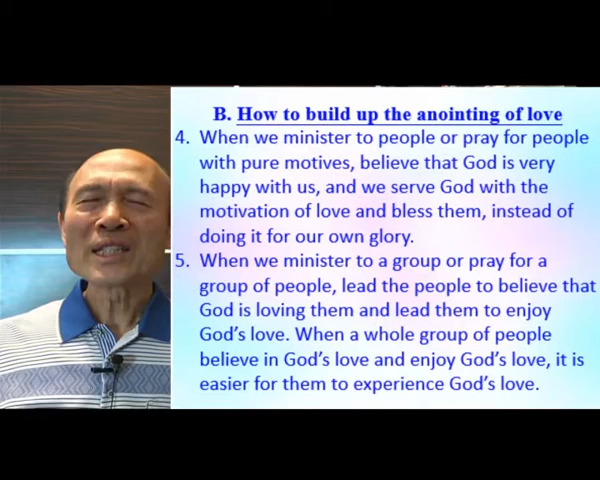 B. How to build up the anointing of love
4. When we minister to people or pray for people
with pure motives, believe that God is very
happy with us, and we serve God with the
motivation of love and bless them, instead of
doing it for our own glory.
5. When we minister to a group or pray for a
group of people, lead the people to believe that
God is loving them and lead them to enjoy
God's love. When a whole group of people
believe in God's love and enjoy God's love, it is
easier for them to experience God's love.